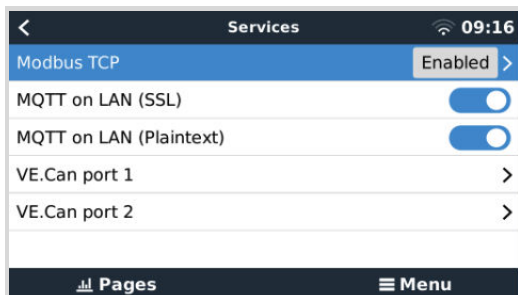 Services 09:16
Modbus TCP Enabled
MQTT on LAN (SSL)
MQTT on LAN (Plaintext)
VE.Can port 1
VE.Can port 2
Pages Menu